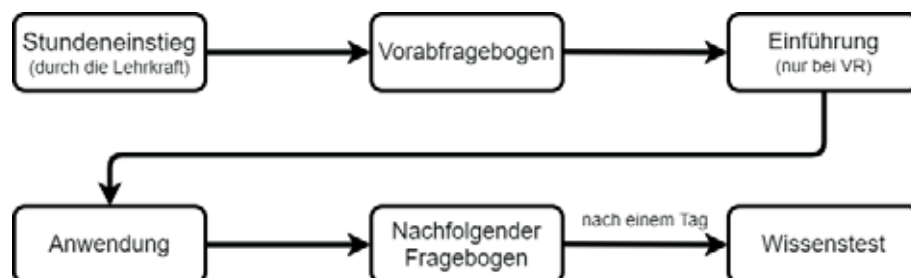 Stundeneinstieg
(durch die Lehrkraft)
Vorabfragebogen
Einführung
(nur bei VR)
Anwendung
Nachfolgender
Fragebogen
nach einem Tag
Wissenstest